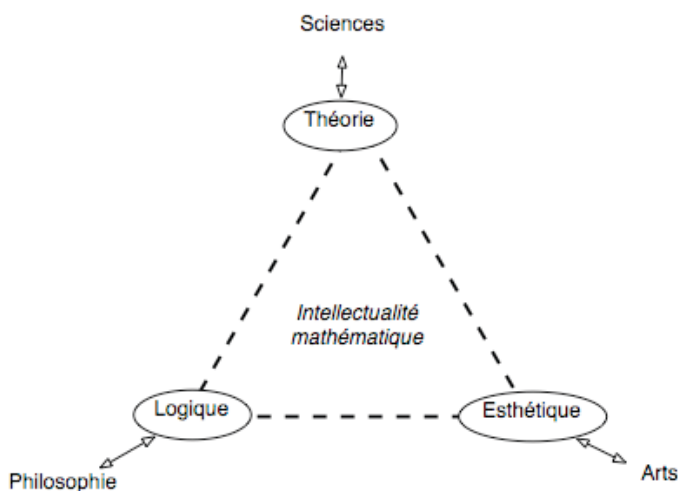 Sciences
Théorie
Intellectualité
mathématique
Logique
Esthétique
Philosophie
Arts